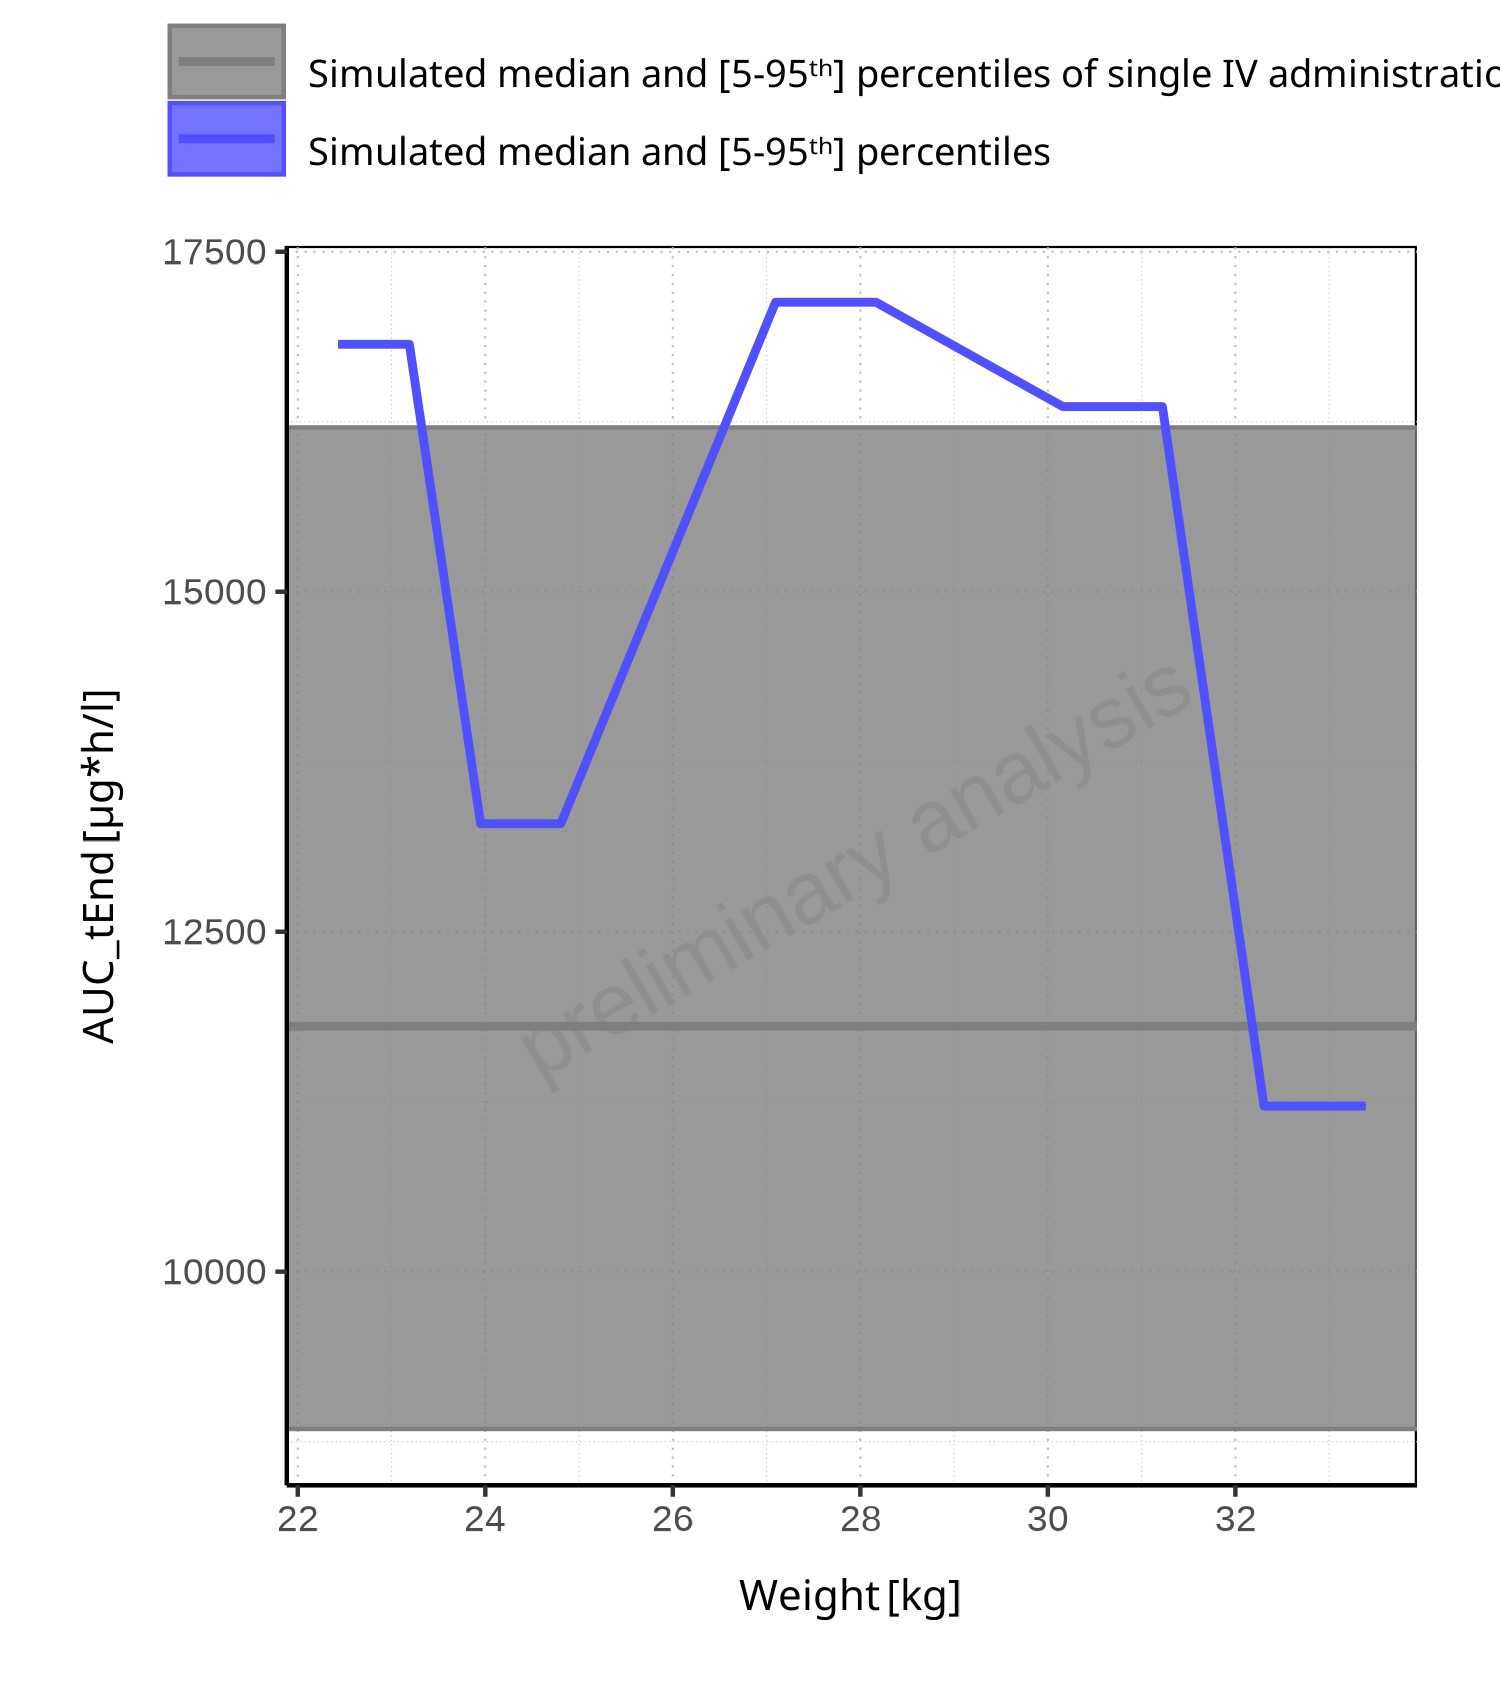 Simulated median and [5-95th] percentiles of single IV administratio
Simulated median and [5-95th] percentiles
17500
15000
12500
10000
AUC_tEnd [µg*h/l]
preliminary analysis
22 24 26 28 30 32
Weight [kg]